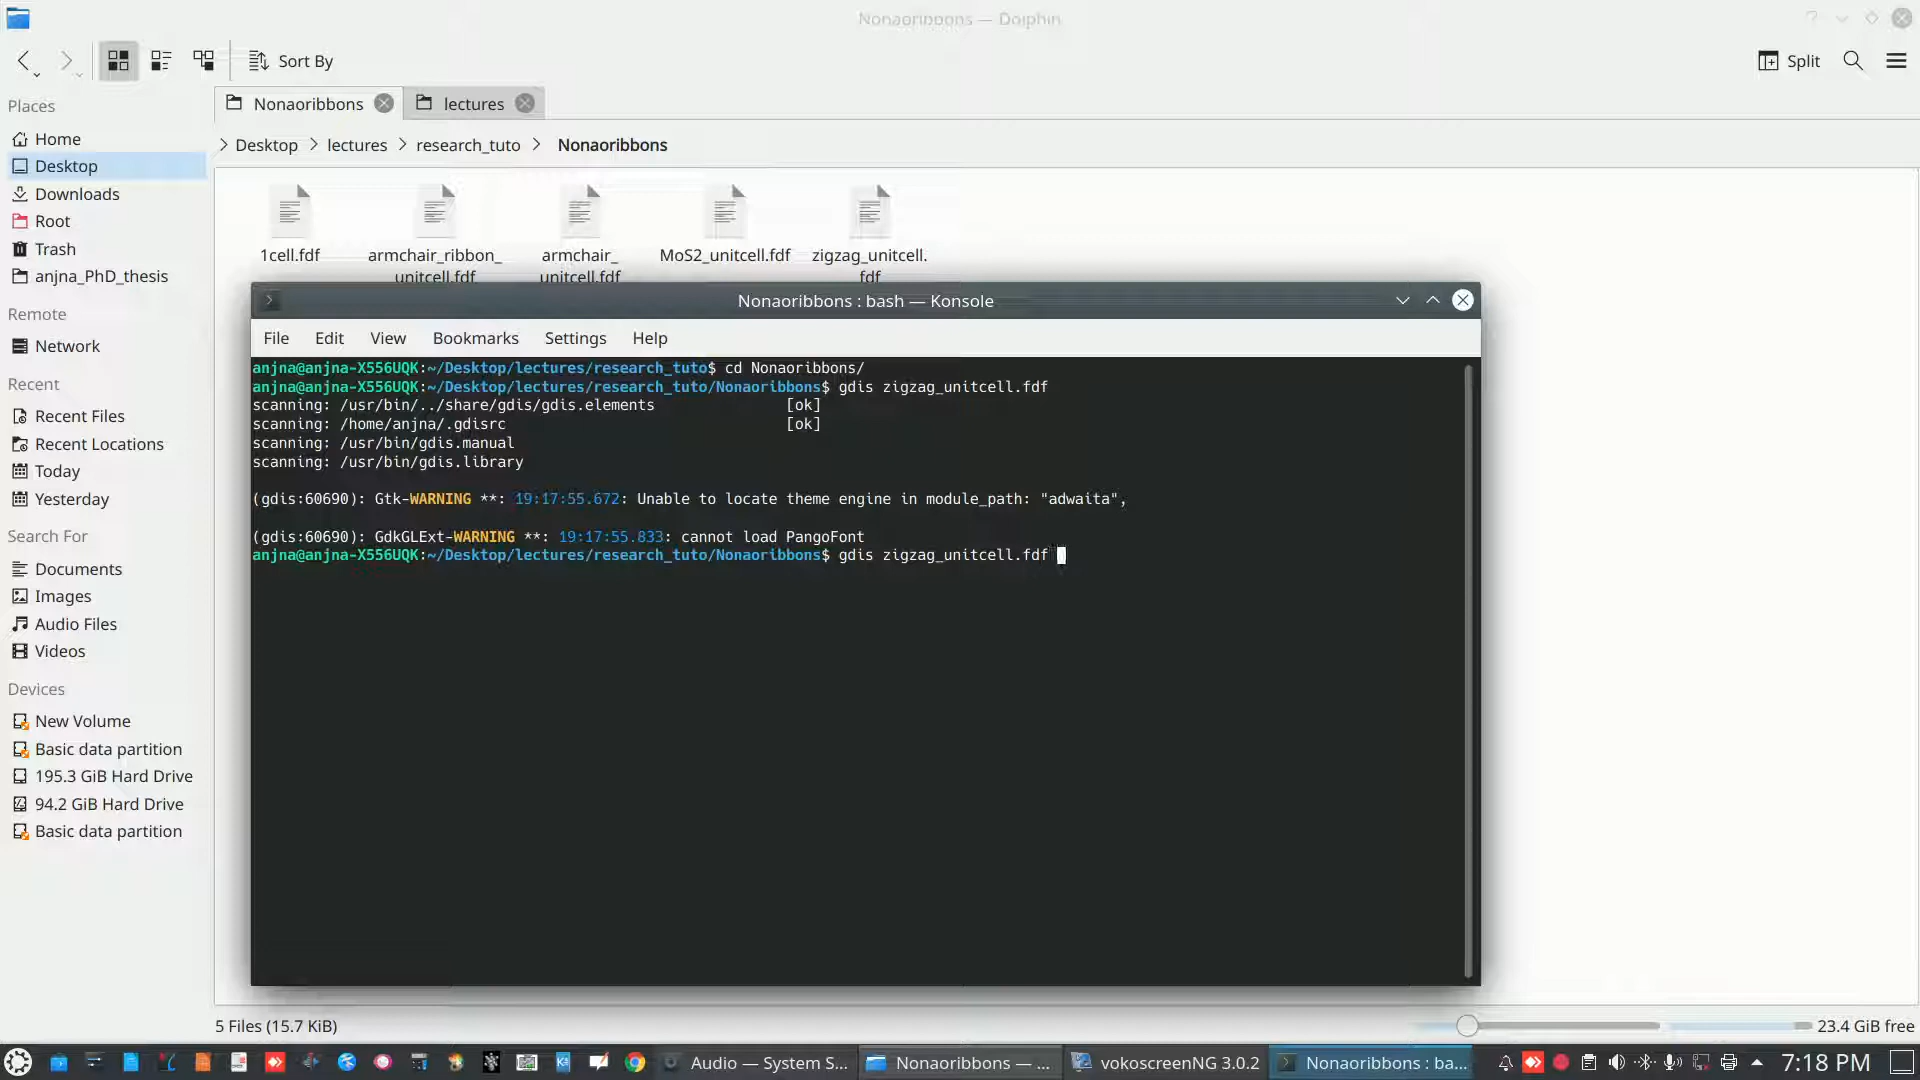 Nonaoribbons — Dolphin
Sort By
Split
Places
Home
Desktop
Downloads
Root
Trash
anjna_PhD_thesis
Remote
Network
Recent
Recent Files
Recent Locations
Today
Yesterday
Search For
Documents
Images
Audio Files
Videos
Devices
New Volume
Basic data partition
195.3 GiB Hard Drive
94.2 GiB Hard Drive
Basic data partition
Nonaoribbons
lectures
Desktop > lectures > research_tuto > Nonaoribbons
1cell.fdf
armchair_ribbon_
unitcell.fdf
armchair_
unitcell.fdf
MoS2_unitcell.fdf
zigzag_unitcell.
fdf
Nonaoribbons : bash — Konsole
File Edit View Bookmarks Settings Help
anjna@anjna-X556UQK:~/Desktop/lectures/research_tuto$ cd Nonaoribbons/
anjna@anjna-X556UQK:~/Desktop/lectures/research_tuto/Nonaoribbons$ gdis zigzag_unitcell.fdf
scanning: /usr/bin/../share/gdis/gdis.elements [ok]
scanning: /home/anjna/.gdisrc [ok]
scanning: /usr/bin/gdis.manual
scanning: /usr/bin/gdis.library
(gdis:60690): Gtk-WARNING **: 19:17:55.672: Unable to locate theme engine in module_path: "adwaita",
(gdis:60690): GdkGLExt-WARNING **: 19:17:55.833: cannot load PangoFont
anjna@anjna-X556UQK:~/Desktop/lectures/research_tuto/Nonaoribbons$ gdis zigzag_unitcell.fdf
5 Files (15.7 KiB)
23.4 GiB free
Audio — System S...
Nonaoribbons — ...
vokoscreenNG 3.0.2
Nonaoribbons : ba...
7:18 PM